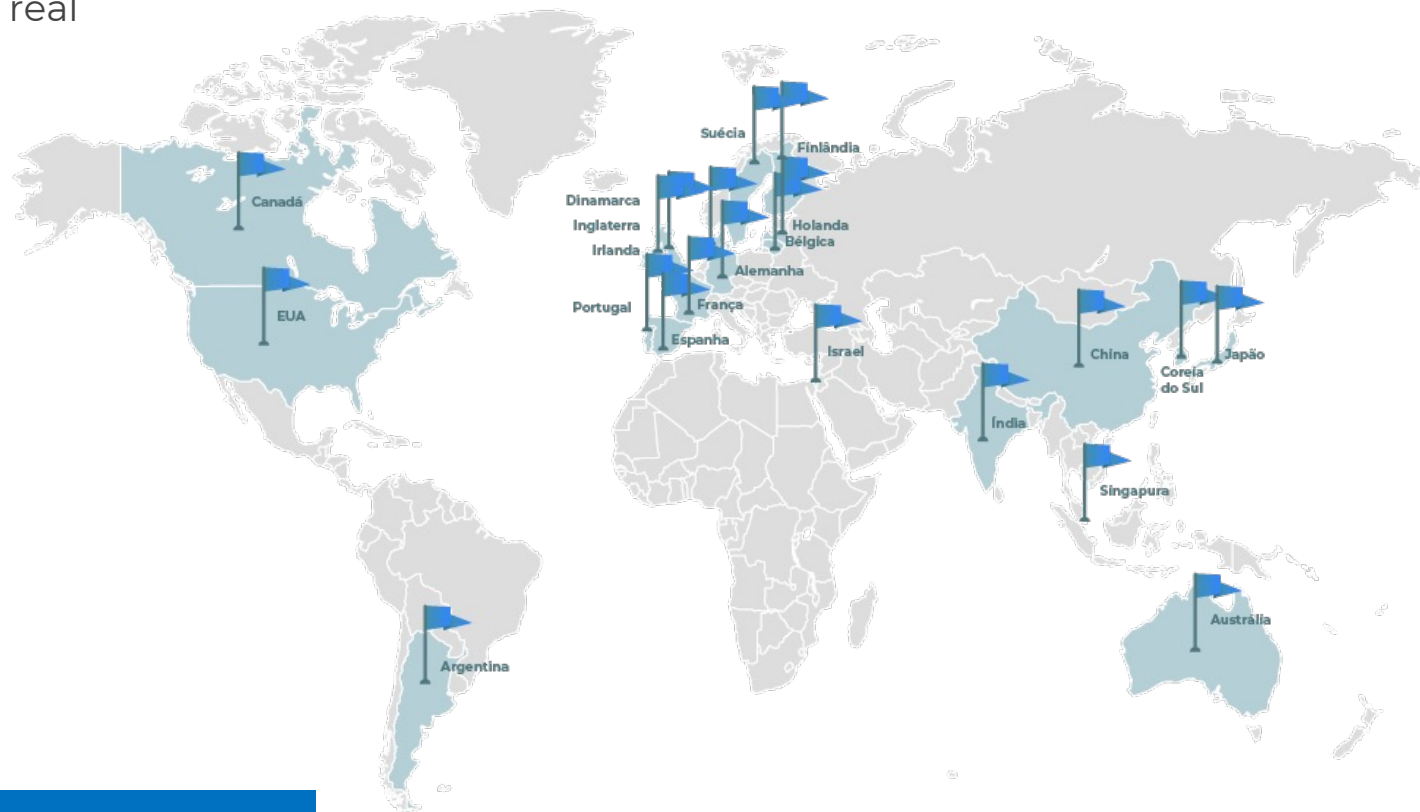 real
Suécia
Finlândia
Canadá
Dinamarca
Inglaterra
Irlanda
Holanda
Bélgica
Alemanha
EUA
Portugal
França
Espanha
Israel
China
Japão
Coreia
do Sul
Índia
Singapura
Austrália
Argentina